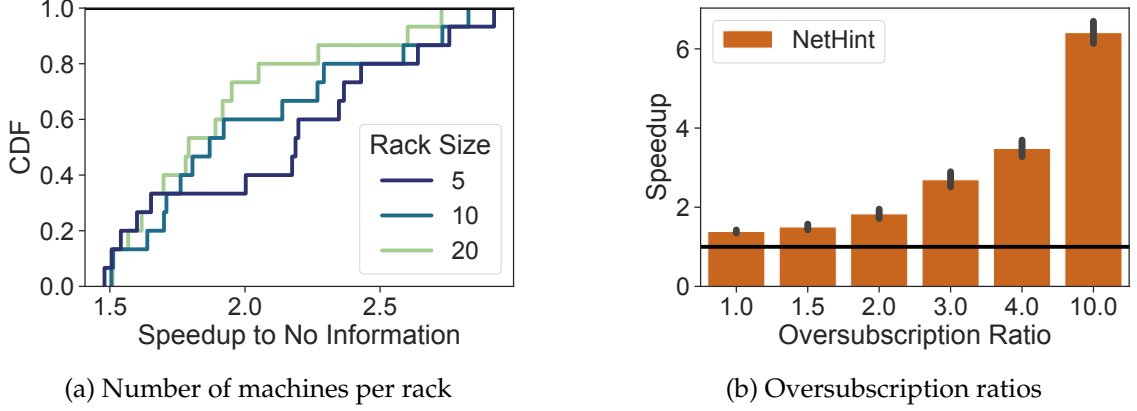 1.0
0.8
0.6
0.4
0.2
0.0
CDF
Rack Size
5
10
20
1.5
2.0
2.5
Speedup to No Information
(a) Number of machines per rack
NetHint
6
4
2
0
Speedup
1.0
1.5
2.0
3.0
4.0
10.0
Oversubscription Ratio
(b) Oversubscription ratios